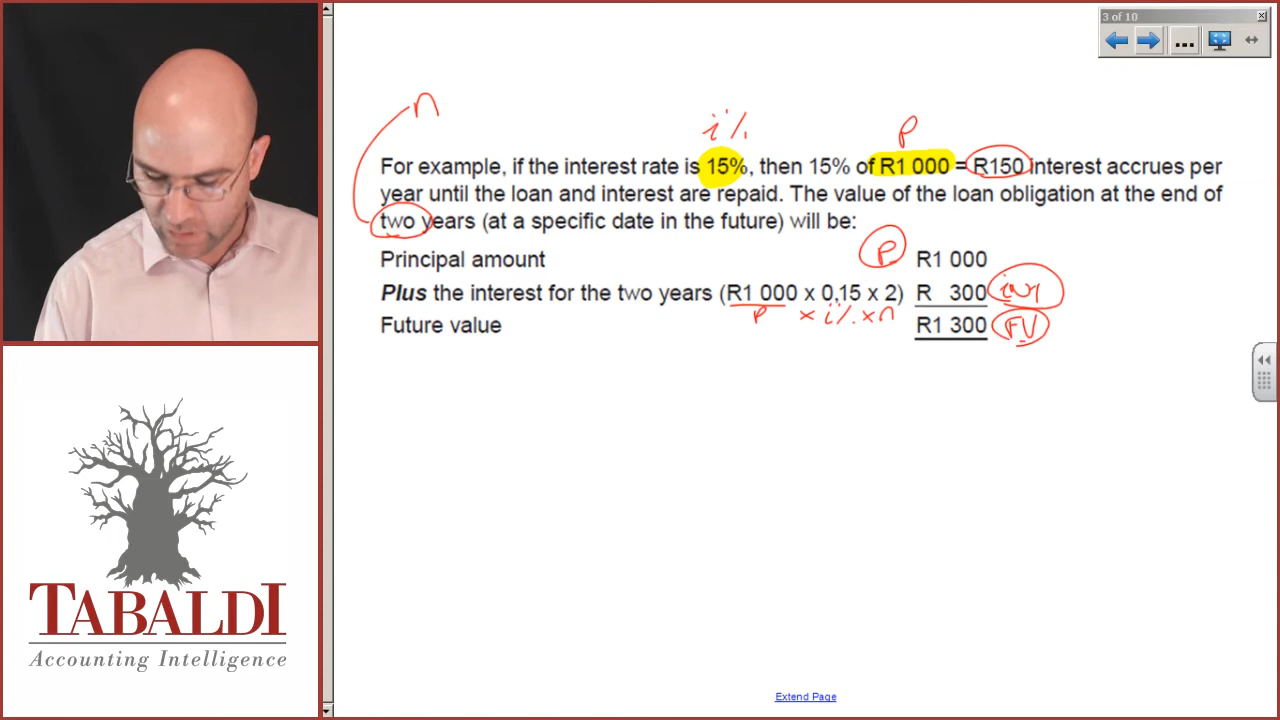 3 of 10
...
n
i% P
For example, if the interest rate is 15%, then 15% of R1 000 = R150 interest accrues per
year until the loan and interest are repaid. The value of the loan obligation at the end of
two years (at a specific date in the future) will be:
Principal amount P R1 000
Plus the interest for the two years (R1 000 x 0,15 x 2) R 300 int
P x i% x n
Future value R1 300 FV
TABALDI
Accounting Intelligence
Extend Page